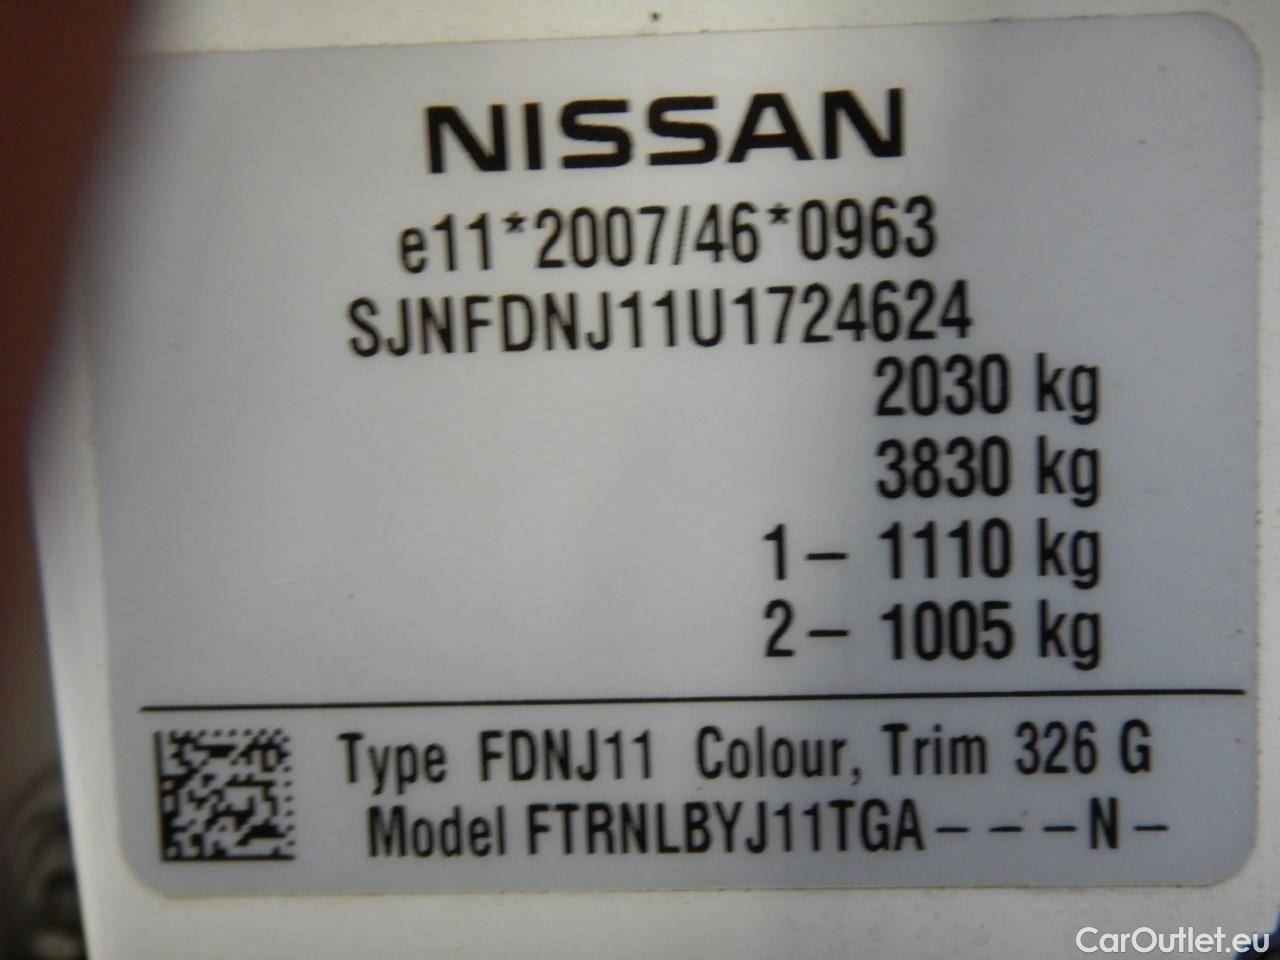 NISSAN
e11*2007/46*0963
SJNFDNJ11U1724624
2030 kg
3830 kg
1- 1110 kg
2- 1005 kg
Type FDNJ11 Colour, Trim 326 G
Model FTRNLBYJ11TGA---N-
CarOutlet.eu